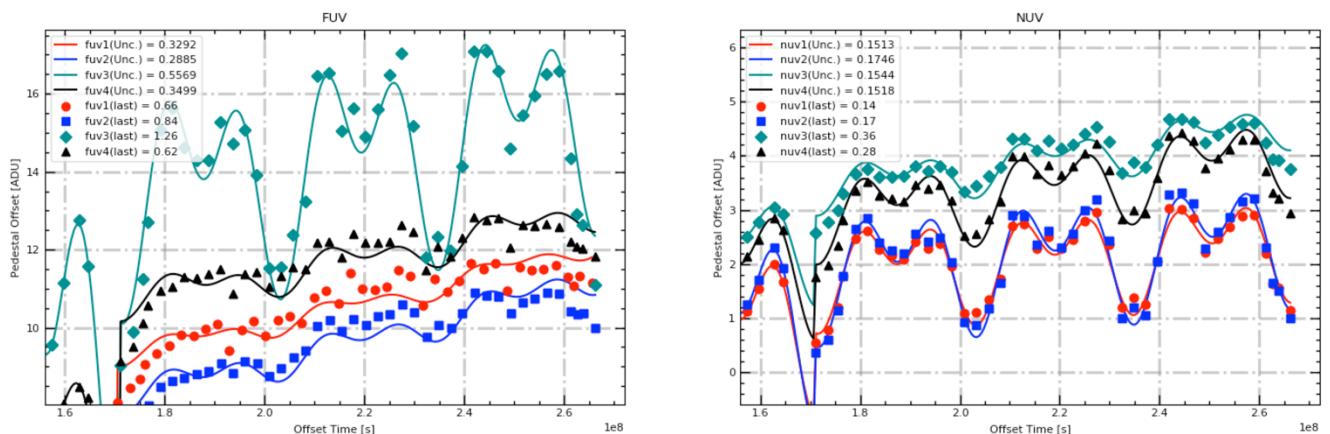 FUV
fuv1(Unc.) = 0.3292
fuv2(Unc.) = 0.2885
fuv3(Unc.) = 0.5569
fuv4(Unc.) = 0.3499
fuv1(last) = 0.66
fuv2(last) = 0.84
fuv3(last) = 1.26
fuv4(last) = 0.62
Pedestal Offset [ADU]
16
14
12
10
1.6
1.8
2.0
2.2
2.4
2.6
1e8
Offset Time [s]
NUV
nuv1(Unc.) = 0.1513
nuv2(Unc.) = 0.1746
nuv3(Unc.) = 0.1544
nuv4(Unc.) = 0.1518
nuv1(last) = 0.14
nuv2(last) = 0.17
nuv3(last) = 0.36
nuv4(last) = 0.28
Pedestal Offset [ADU]
6
5
4
3
2
1
0
1.6
1.8
2.0
2.2
2.4
2.6
1e8
Offset Time [s]